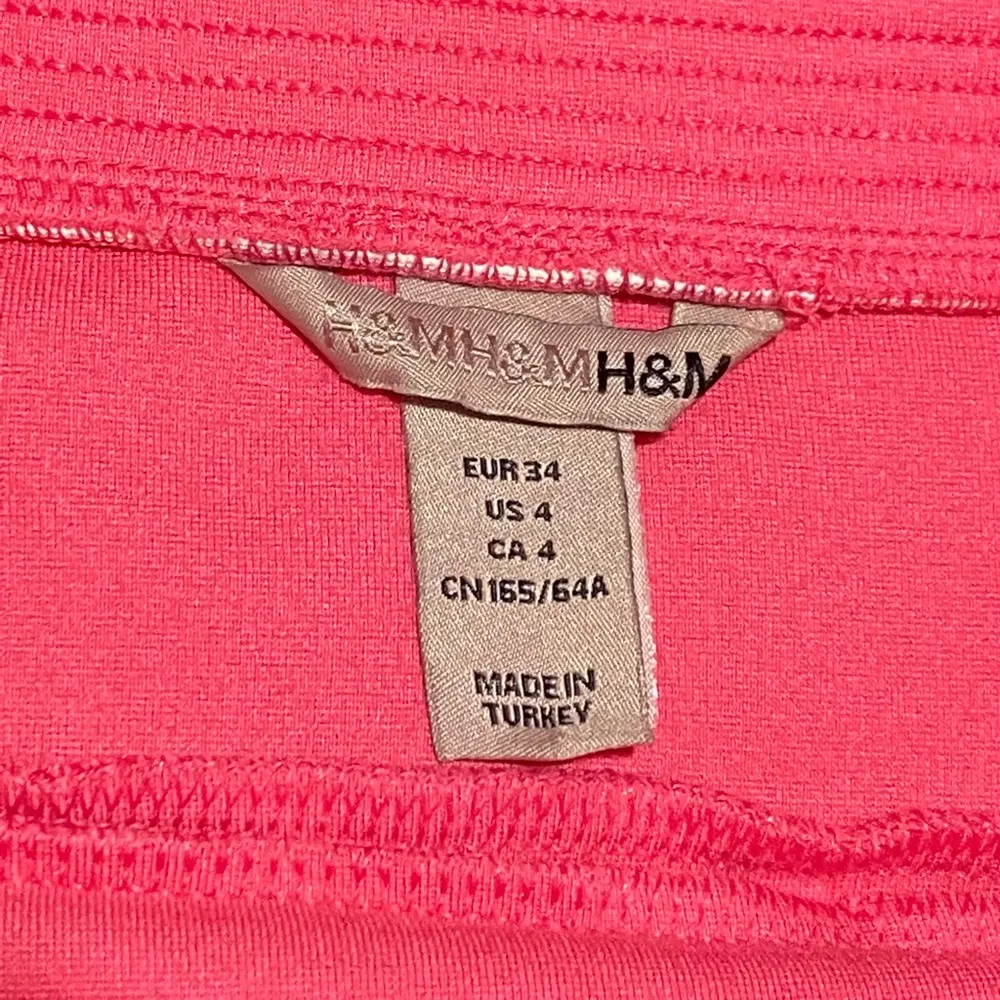 H&MH&MH&M
EUR 34
US 4
CA 4
CN 165/64A
MADE IN
TURKEY